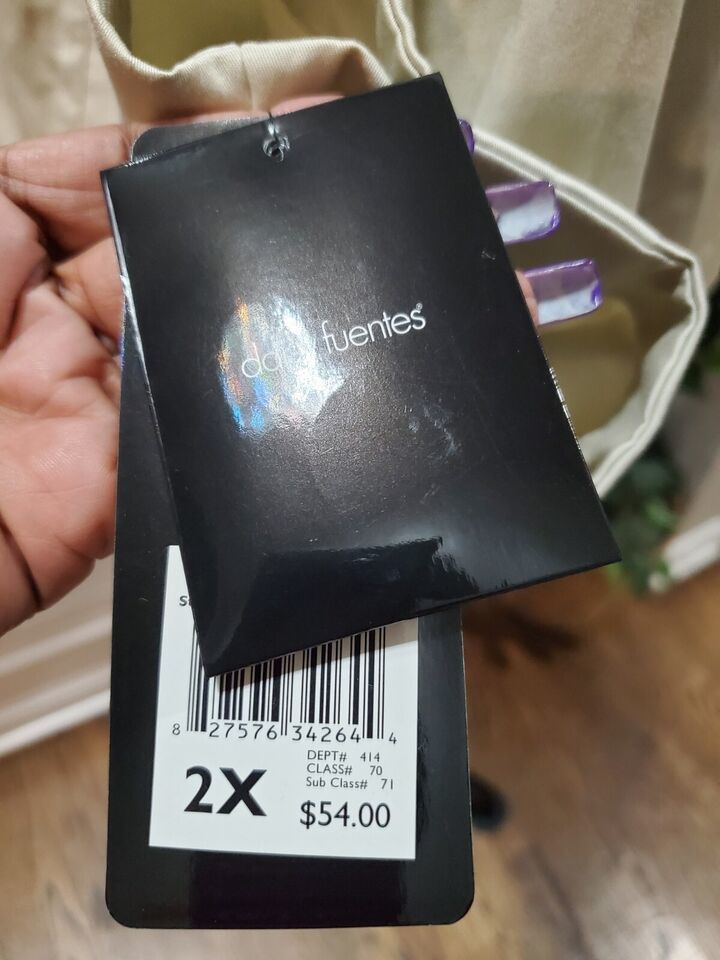 fuentes®
8 27576 34264 4
DEPT# 414
CLASS# 70
Sub Class# 71
2X
$54.00